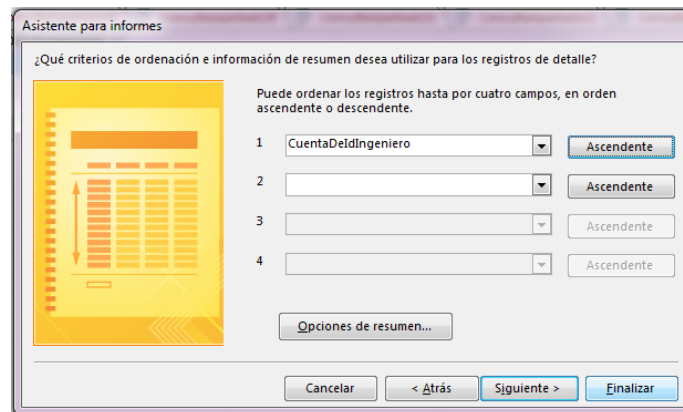 Asistente para informes
¿Qué criterios de ordenación e información de resumen desea utilizar para los registros de detalle?
Puede ordenar los registros hasta por cuatro campos, en orden
ascendente o descendente.
1 CuentaDeIdIngeniero Ascendente
2 Ascendente
3 Ascendente
4 Ascendente
Opciones de resumen...
Cancelar < Atrás Siguiente > Finalizar